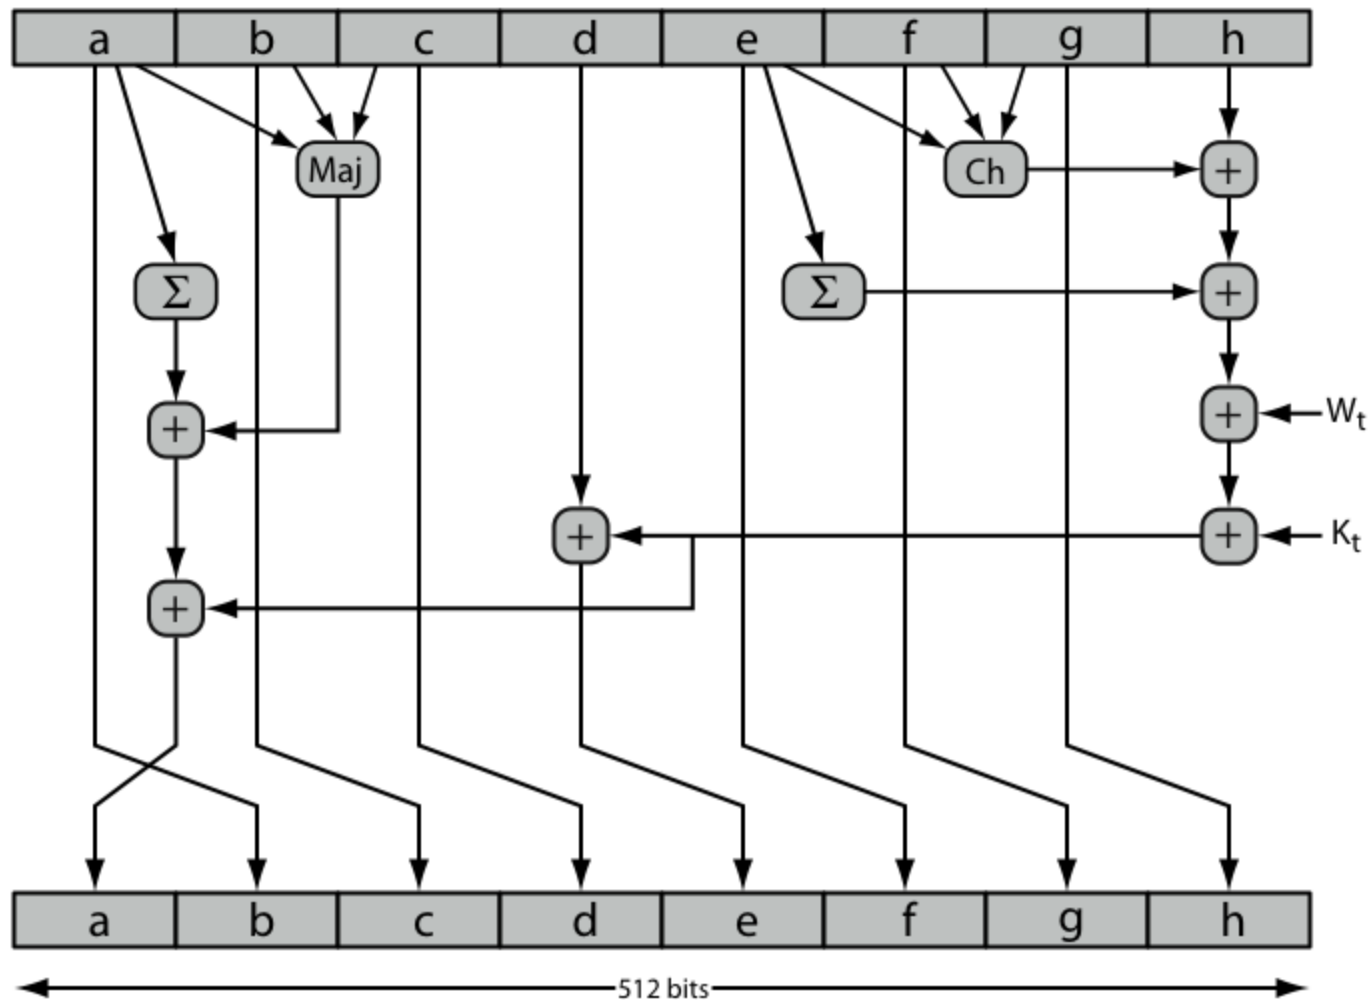 a b c d e f g h
Maj Ch +
Σ Σ +
+ + Wt
+ + Kt
+
a b c d e f g h
512 bits